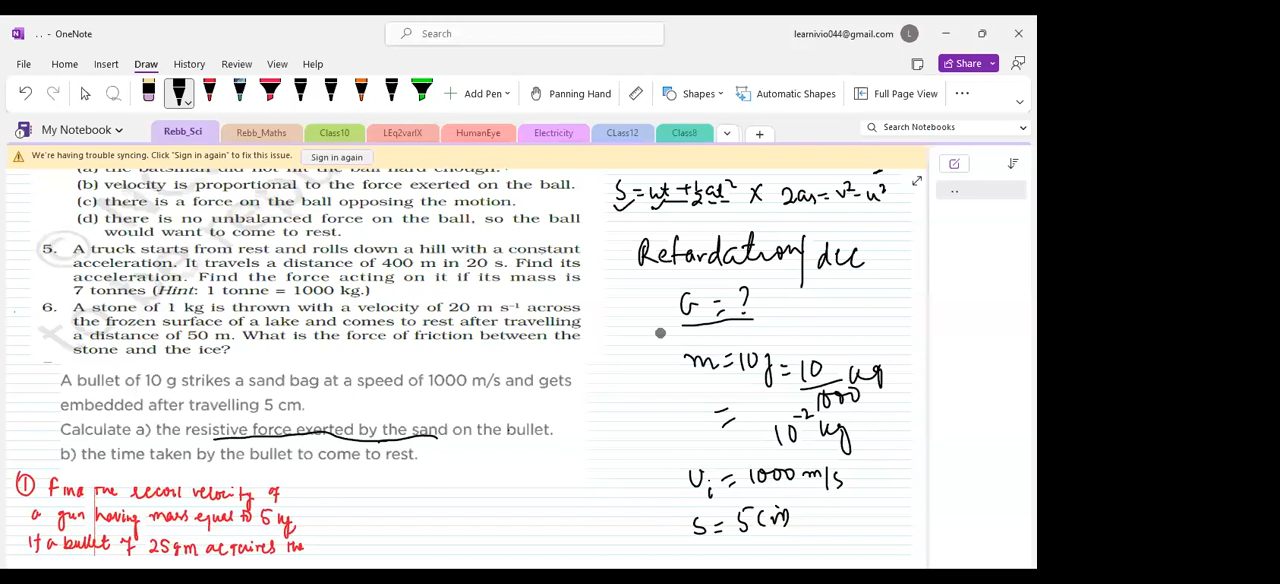 .. - OneNote
Search
learnivio044@gmail.com
L
File Home Insert Draw History Review View Help
Share
Add Pen
Panning Hand
Shapes
Automatic Shapes
Full Page View
My Notebook
Rebb_Sci
Rebb_Maths
Class10
LEq2varIX
HumanEye
Electricity
CLass12
Class8
Search Notebooks
We're having trouble syncing. Click "Sign in again" to fix this issue.
Sign in again
..
(a) the batsman did not hit the ball hard enough.
(b) velocity is proportional to the force exerted on the ball.
(c) there is a force on the ball opposing the motion.
(d) there is no unbalanced force on the ball, so the ball
would want to come to rest.
5. A truck starts from rest and rolls down a hill with a constant
acceleration. It travels a distance of 400 m in 20 s. Find its
acceleration. Find the force acting on it if its mass is
7 tonnes (Hint: 1 tonne = 1000 kg.)
6. A stone of 1 kg is thrown with a velocity of 20 m s⁻¹ across
the frozen surface of a lake and comes to rest after travelling
a distance of 50 m. What is the force of friction between the
stone and the ice?
A bullet of 10 g strikes a sand bag at a speed of 1000 m/s and gets
embedded after travelling 5 cm.
Calculate a) the resistive force exerted by the sand on the bullet.
b) the time taken by the bullet to come to rest.
① Find the recoil velocity of
a gun having mass equal to 5 kg,
If a bullet of 25gm acquires the
S = ut + ½at² × 2as = v² - u²
Retardation / dcc
= ?
m = 10g = 10/1000 kg
= 10⁻² kg
= 1000 m/s
S = 5 cm